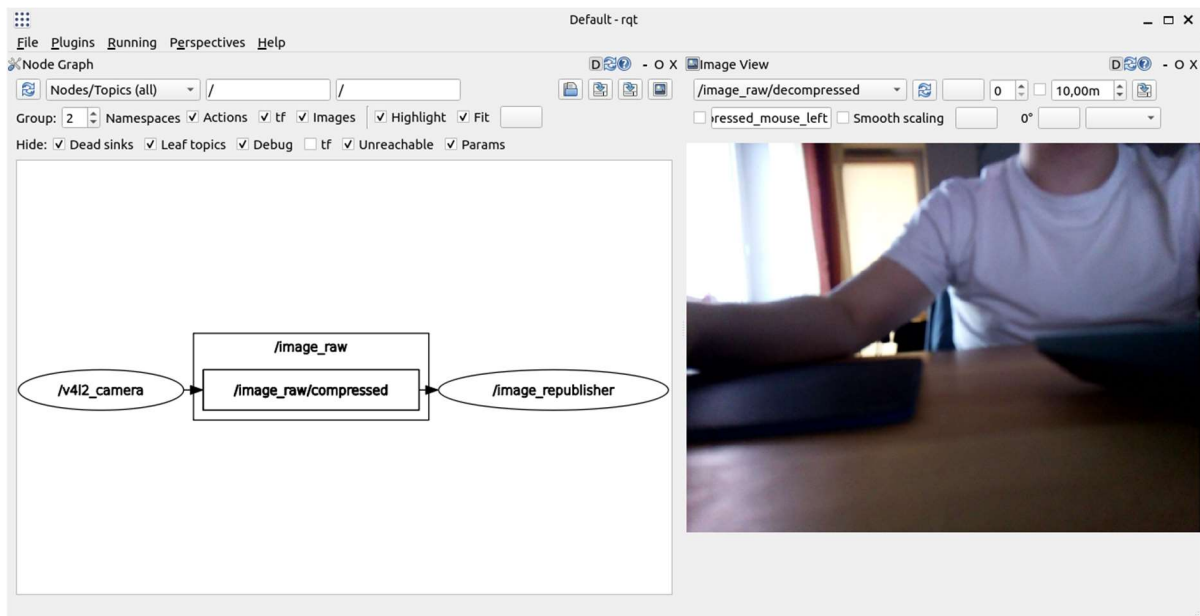 Default - rqt
File Plugins Running Perspectives Help
Node Graph
D - O X
Nodes/Topics (all) / /
Group: 2 Namespaces Actions tf Images Highlight Fit
Hide: Dead sinks Leaf topics Debug tf Unreachable Params
/image_raw
/v4l2_camera /image_raw/compressed /image_republisher
Image View
D - O X
/image_raw/decompressed 0 10,00m
ressed_mouse_left Smooth scaling 0°